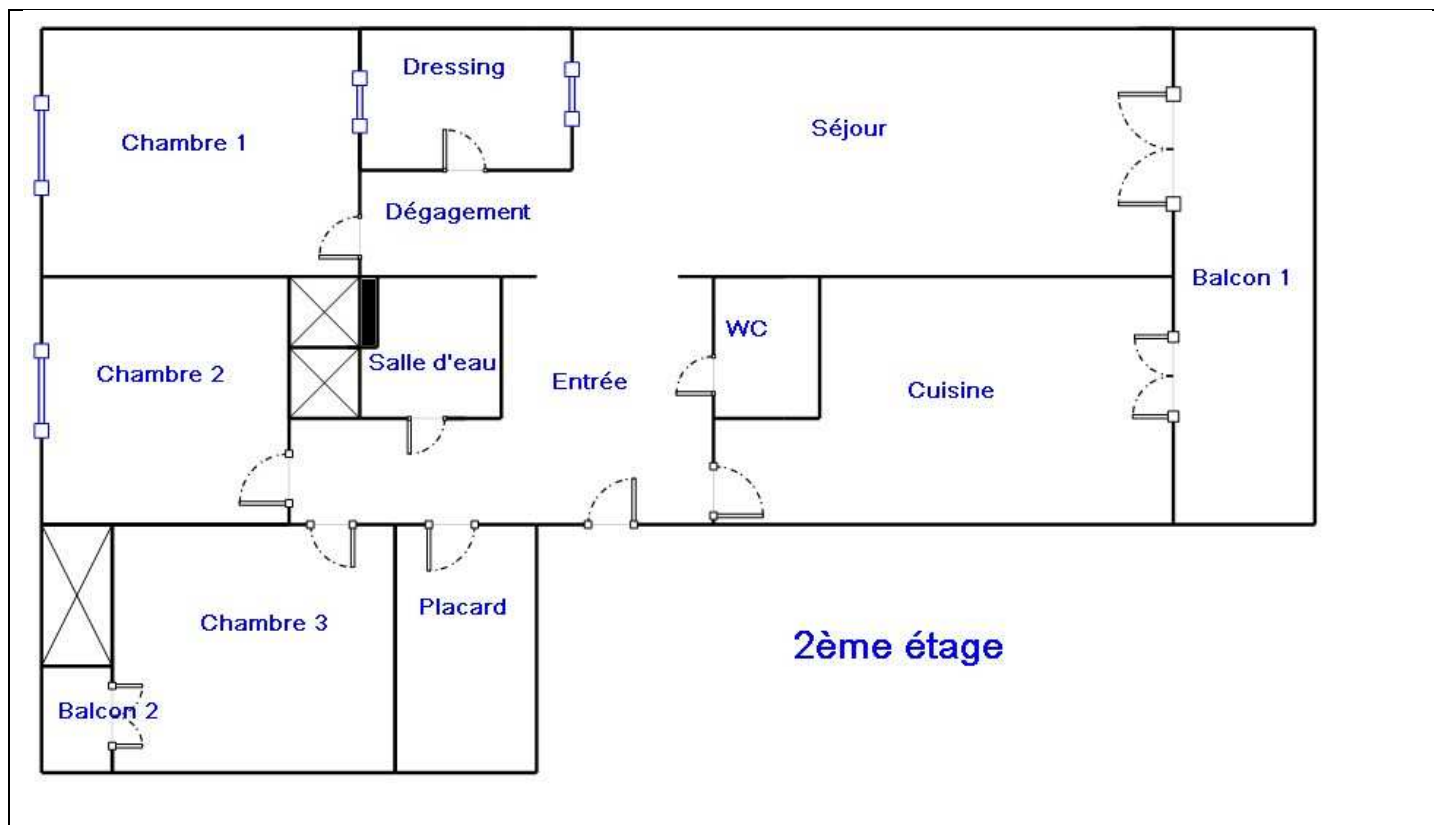 Dressing
Chambre 1
Séjour
Dégagement
Balcon 1
WC
Salle d'eau
Chambre 2
Entrée
Cuisine
Placard
Chambre 3
2ème étage
Balcon 2